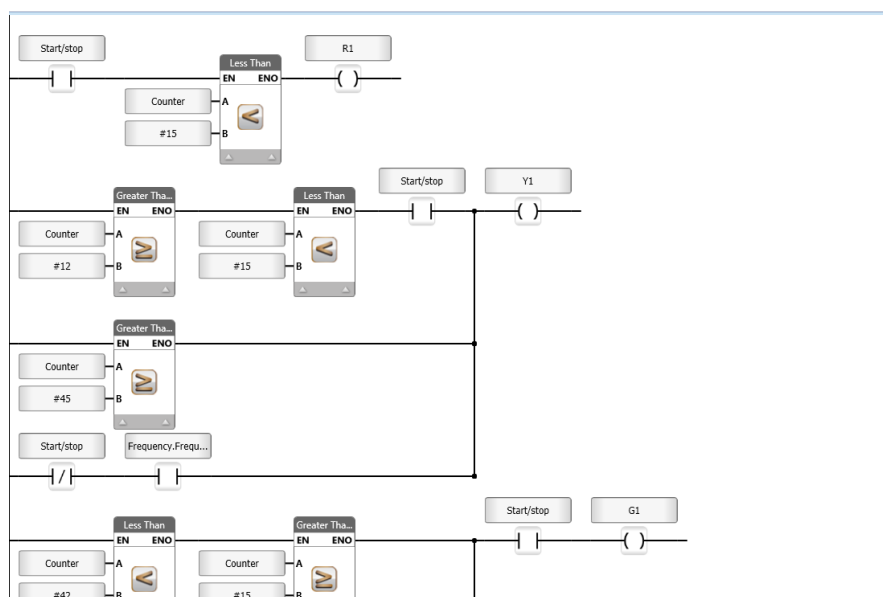 Start/stop
R1
Less Than
EN ENO
Counter A
#15 B
Start/stop Y1
Greater Tha... Less Than
EN ENO EN ENO
Counter A Counter A
#12 B #15 B
Greater Tha...
EN ENO
Counter A
#45 B
Start/stop Frequency.Frequ...
Start/stop G1
Less Than Greater Tha...
EN ENO EN ENO
Counter A Counter A
#42 B #15 B